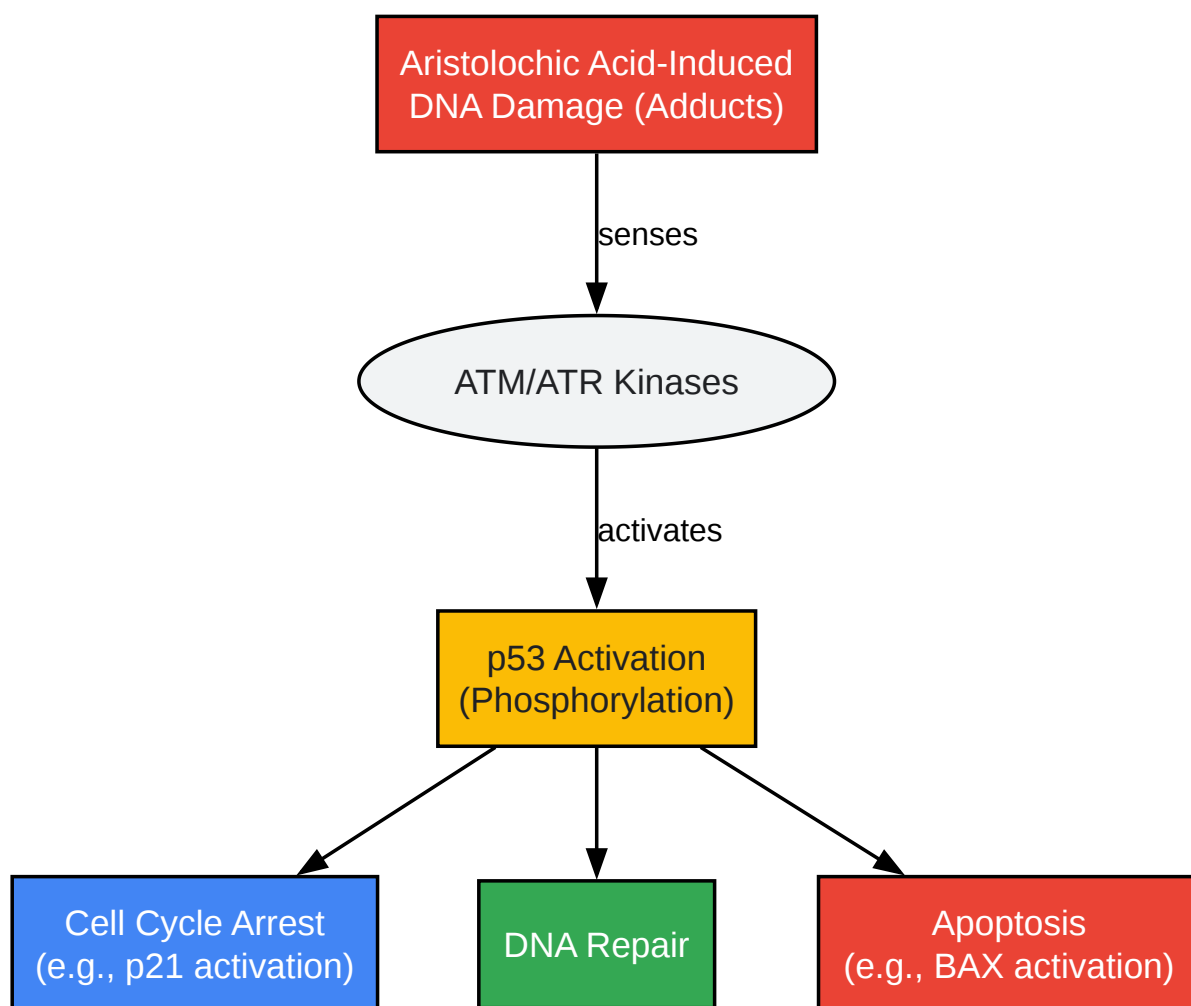 Aristolochic Acid-Induced
DNA Damage (Adducts)
senses
ATM/ATR Kinases
activates
p53 Activation
(Phosphorylation)
Cell Cycle Arrest
(e.g., p21 activation)
DNA Repair
Apoptosis
(e.g., BAX activation)